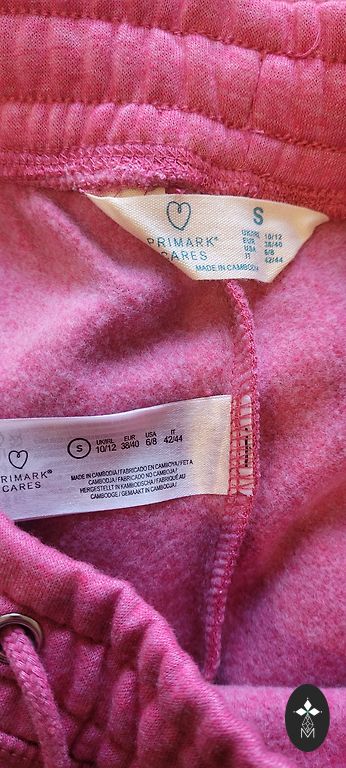 S
PRIMARK®
CARES
UK/IRL 10/12
EUR 38/40
USA 6/8
IT 42/44
MADE IN CAMBODIA
PRIMARK®
CARES
S
UK/IRL EUR USA IT
10/12 38/40 6/8 42/44
MADE IN CAMBODIA/FABRICADO EN CAMBOYA/FET A
CAMBODJA/FABRICADO NO CAMBOJA/
HERGESTELLT IN KAMBODSCHA/FABRIQUÉ AU
CAMBODGE/GEMAAKT IN CAMBODJA/
M